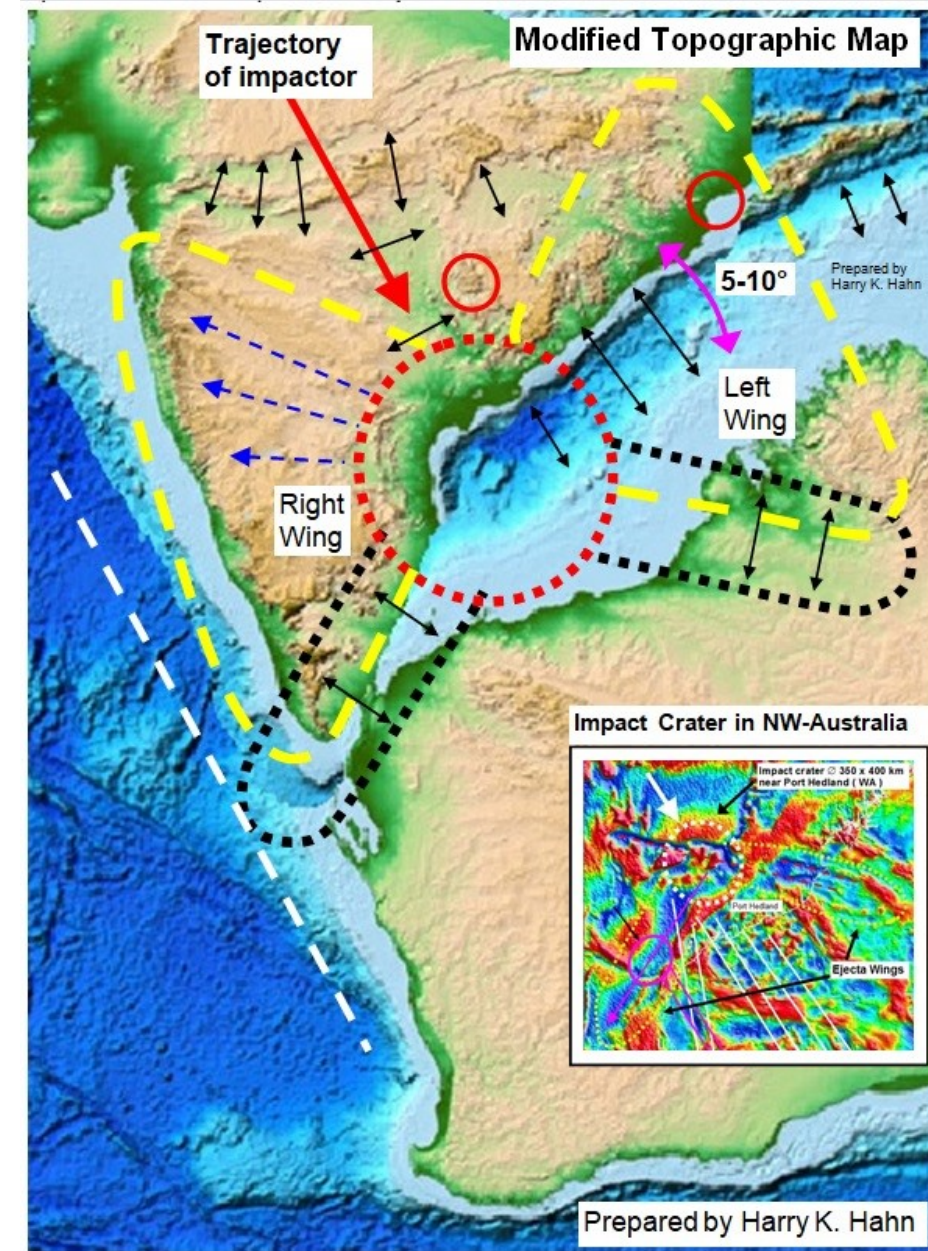 Trajectory
of impactor
Modified Topographic Map
5-10°
Prepared by
Harry K. Hahn
Left
Wing
Right
Wing
Impact Crater in NW-Australia
Impact crater ∅ 350 x 400 km
near Port Hedland ( WA )
Port Hedland
Ejecta Wings
Prepared by Harry K. Hahn